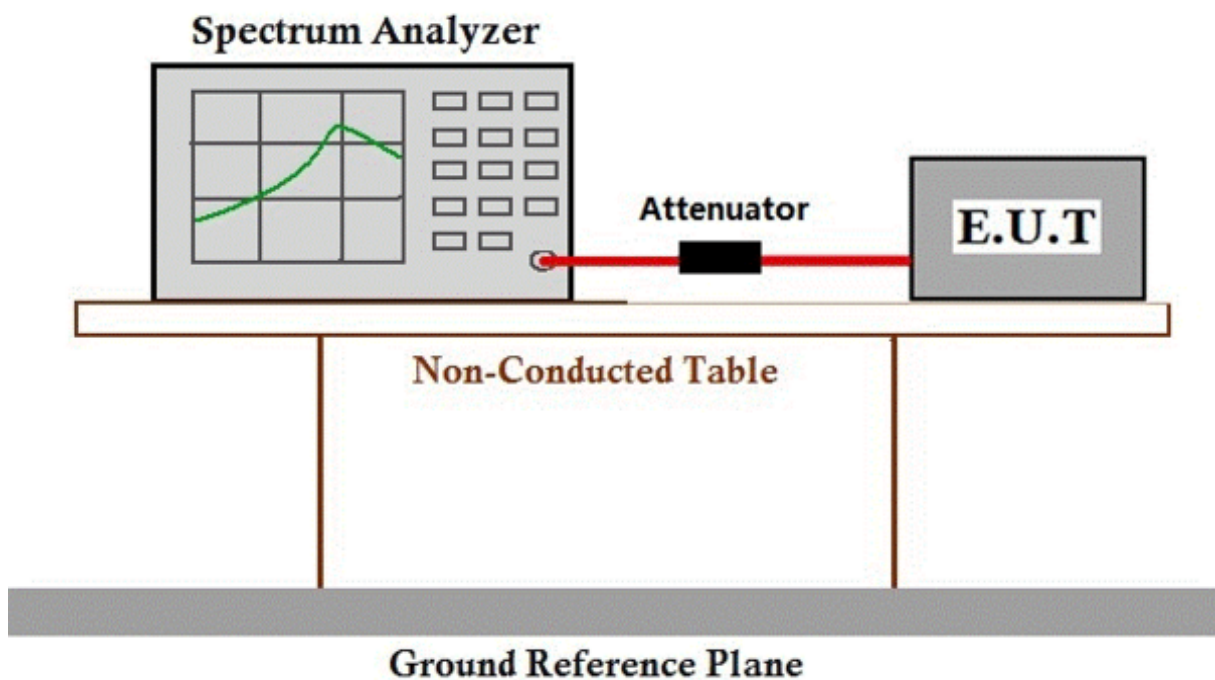 Spectrum Analyzer
Attenuator
E.U.T
Non-Conducted Table
Ground Reference Plane